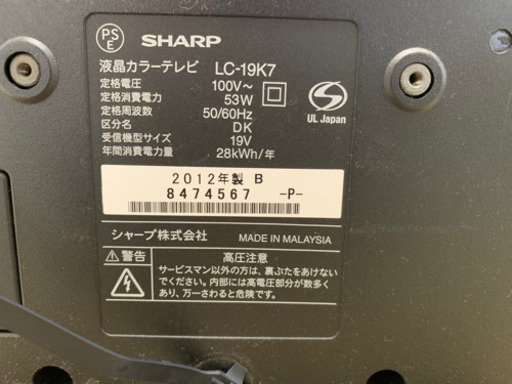 PSE
SHARP
液晶カラーテレビ LC-19K7
定格電圧 100V～
定格消費電力 53W
定格周波数 50/60Hz
区分名 DK
受信機型サイズ 19V
年間消費電力量 28kWh/年
UL Japan
2012年製 B
8474567 -P-
シャープ株式会社 MADE IN MALAYSIA
警告 高圧注意
サービスマン以外の方は、裏ぶたをあけない
でください。内部には高電圧部分が数多く
あり、万一さわると危険です。